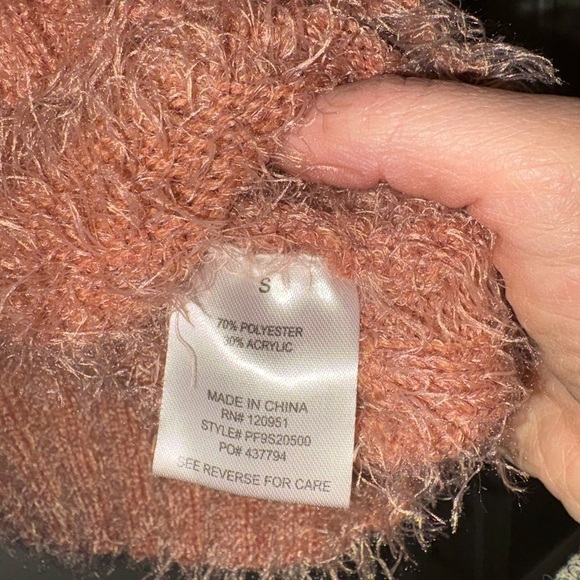 S
70% POLYESTER
30% ACRYLIC
MADE IN CHINA
RN# 120951
STYLE# PF9S20500
PO# 437794
SEE REVERSE FOR CARE